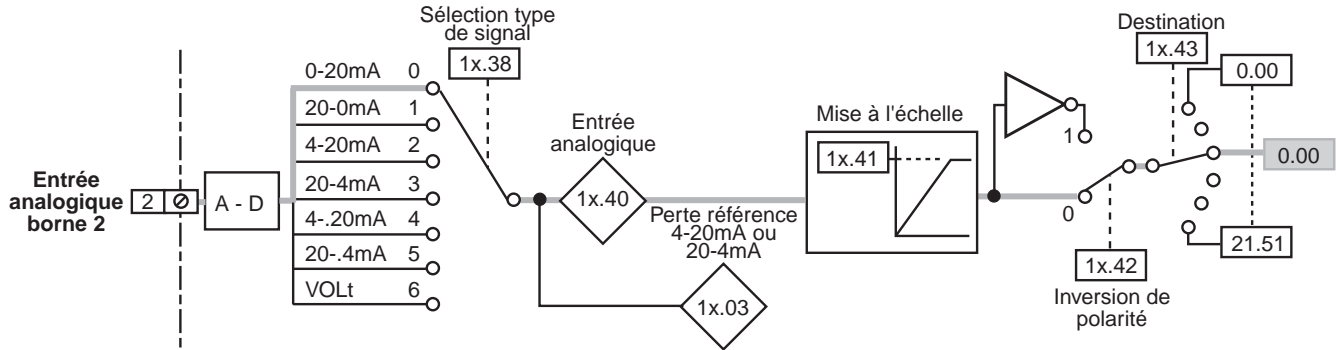 Sélection type
de signal
1x.38
0-20mA 0
20-0mA 1
4-20mA 2
20-4mA 3
4-.20mA 4
20-.4mA 5
VOLt 6
Entrée
analogique
borne 2
2
A - D
Entrée
analogique
1x.40
Perte référence
4-20mA ou
20-4mA
1x.03
Mise à l'échelle
1x.41
1
0
1x.42
Inversion de
polarité
Destination
1x.43
0.00
0.00
21.51